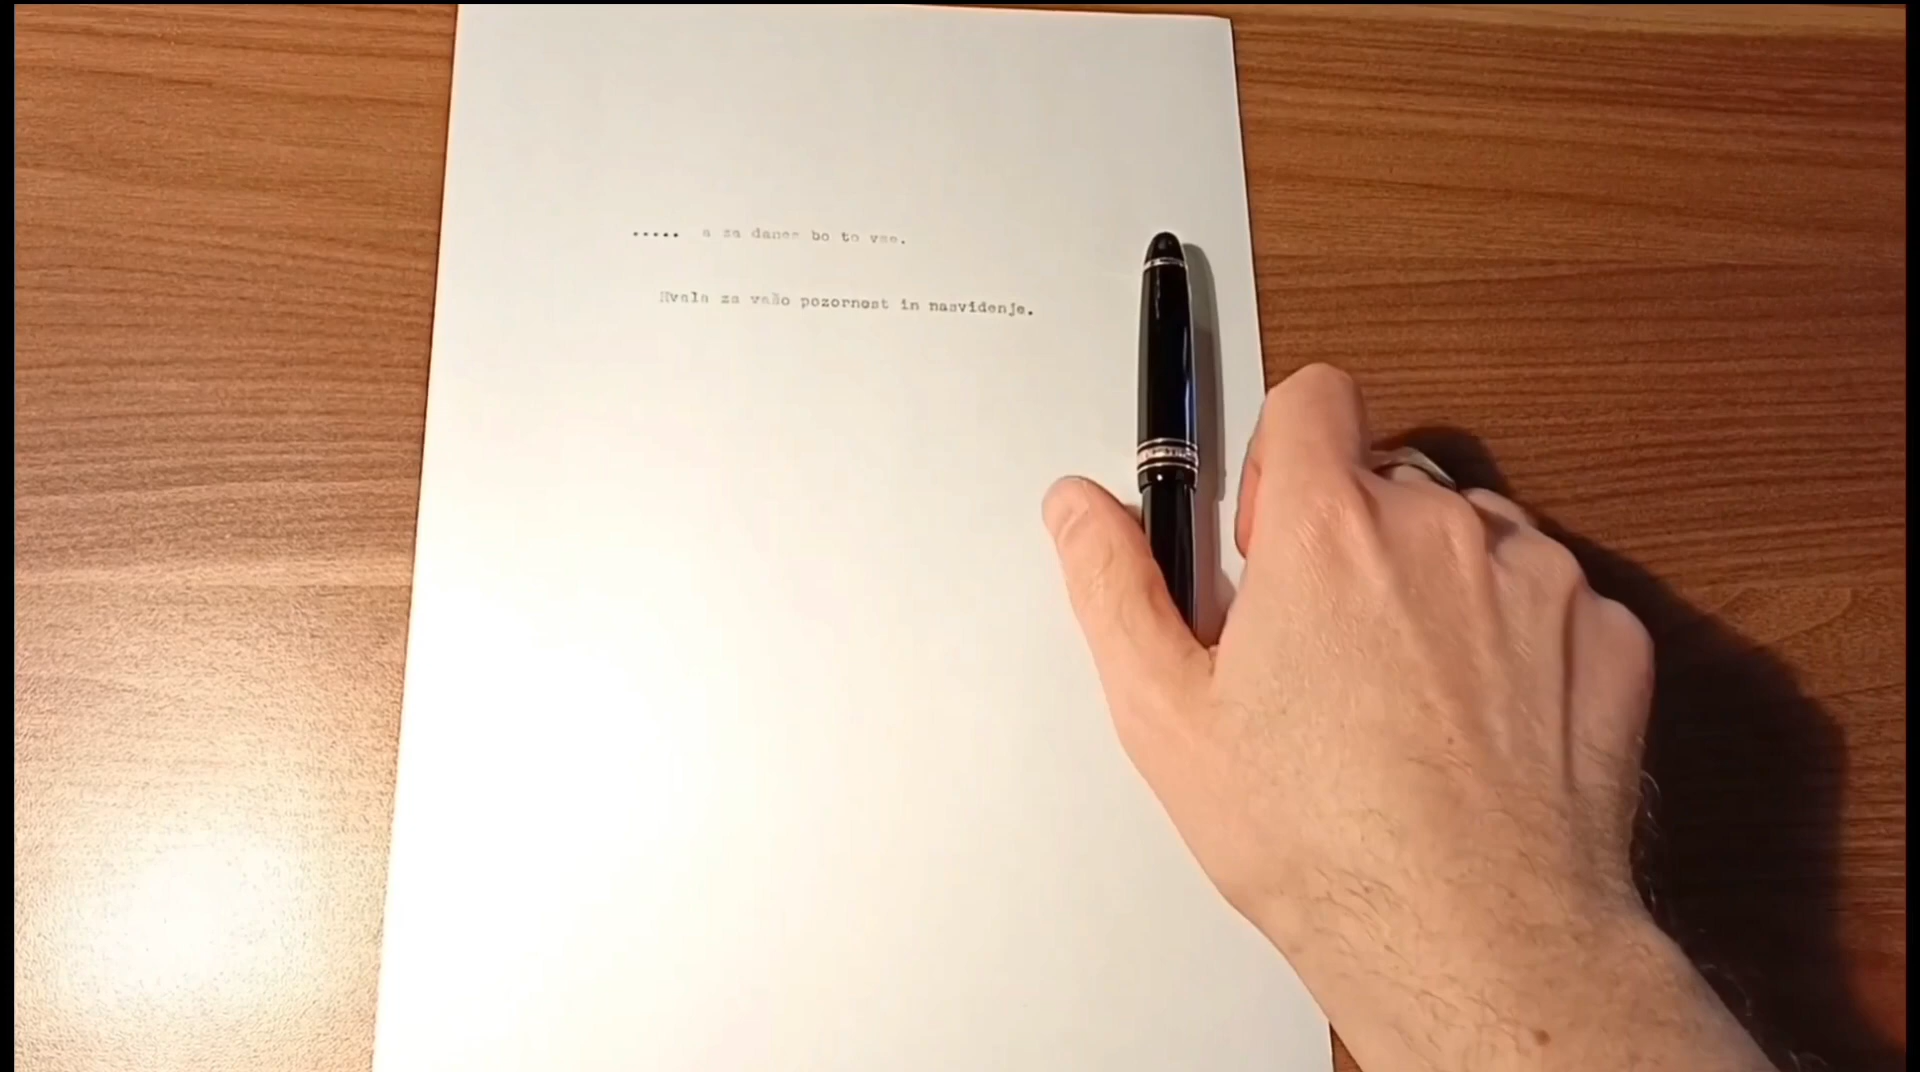 ..... a za danes bo to vse.
Hvala za vašo pozornost in nasvidenje.